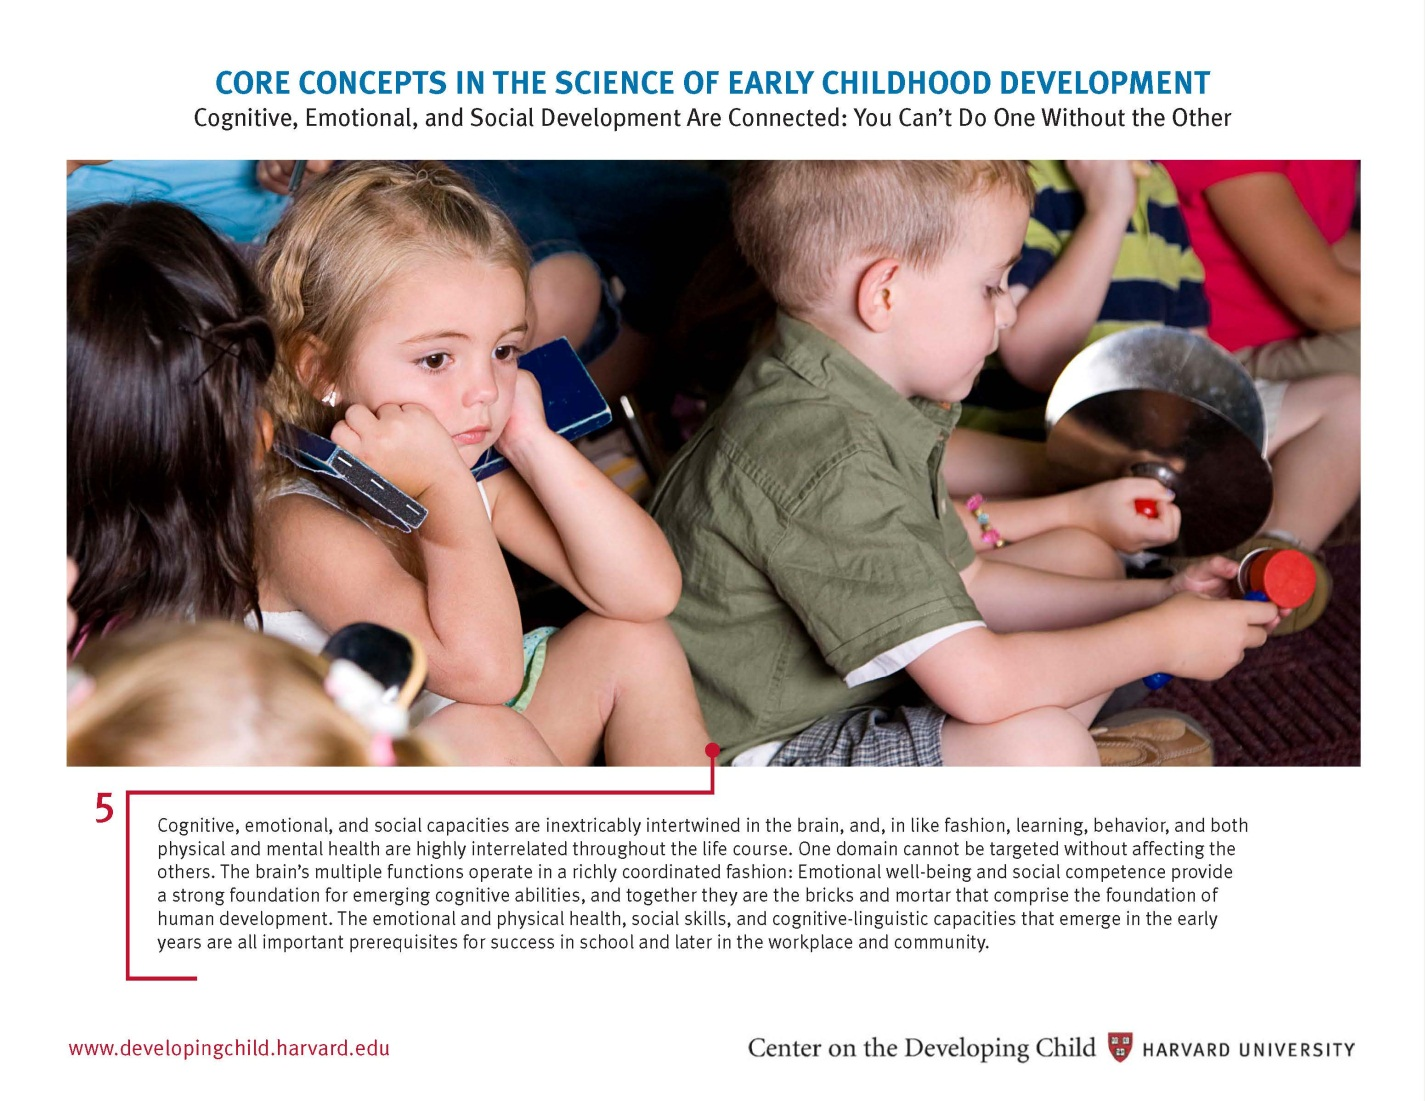 CORE CONCEPTS IN THE SCIENCE OF EARLY CHILDHOOD DEVELOPMENT
Cognitive, Emotional, and Social Development Are Connected: You Can't Do One Without the Other
5
Cognitive, emotional, and social capacities are inextricably intertwined in the brain, and, in like fashion, learning, behavior, and both
physical and mental health are highly interrelated throughout the life course. One domain cannot be targeted without affecting the
others. The brain's multiple functions operate in a richly coordinated fashion: Emotional well-being and social competence provide
a strong foundation for emerging cognitive abilities, and together they are the bricks and mortar that comprise the foundation of
human development. The emotional and physical health, social skills, and cognitive-linguistic capacities that emerge in the early
years are all important prerequisites for success in school and later in the workplace and community.
www.developingchild.harvard.edu
Center on the Developing Child HARVARD UNIVERSITY